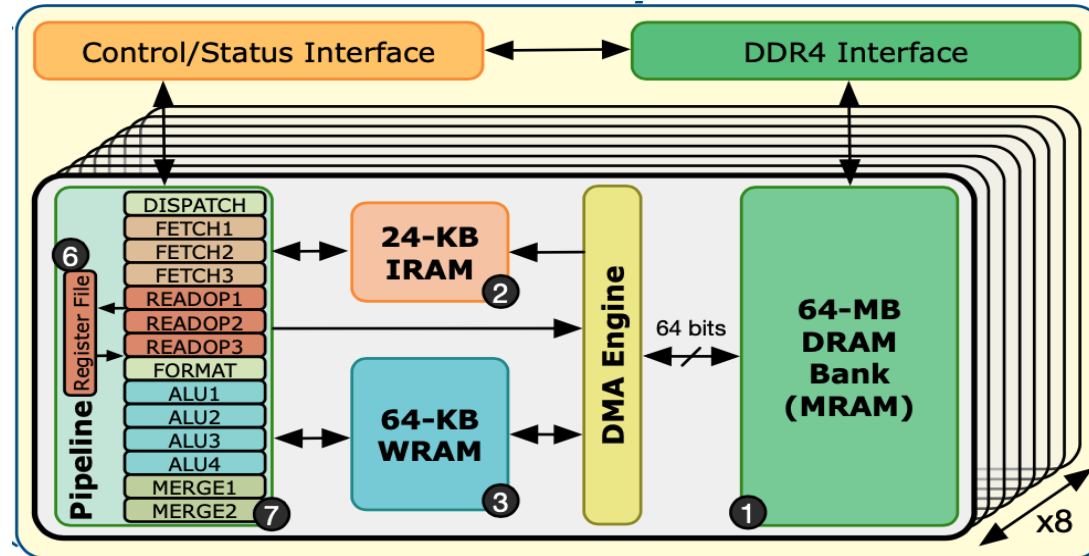 Control/Status Interface
DDR4 Interface
DISPATCH
FETCH1
FETCH2
FETCH3
READOP1
READOP2
READOP3
FORMAT
ALU1
ALU2
ALU3
ALU4
MERGE1
MERGE2
6
Register File
Pipeline
7
24-KB
IRAM
2
64-KB
WRAM
3
DMA Engine
64 bits
64-MB
DRAM
Bank
(MRAM)
1
x8